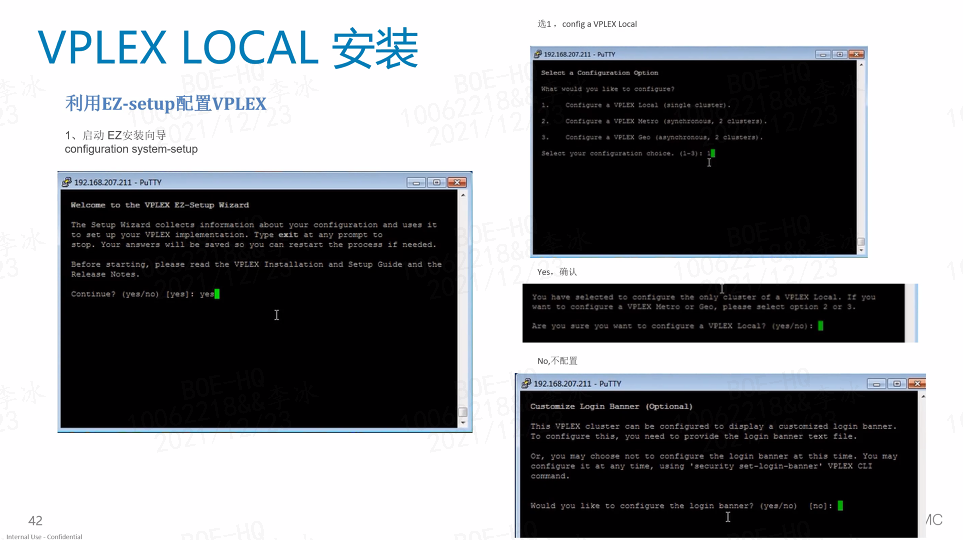 VPLEX LOCAL 安装
利用EZ-setup配置VPLEX
1、启动 EZ安装向导
configuration system-setup
192.168.207.211 - PuTTY
Welcome to the VPLEX EZ-Setup Wizard
The Setup Wizard collects information about your configuration and uses it
to set up your VPLEX implementation. Type exit at any prompt to
stop. Your answers will be saved so you can restart the process if needed.
Before starting, please read the VPLEX Installation and Setup Guide and the
Release Notes.
Continue? (yes/no) [yes]: yes
选1 ，config a VPLEX Local
192.168.207.211 - PuTTY
Select a Configuration Option
What would you like to configure?
1. Configure a VPLEX Local (single cluster).
2. Configure a VPLEX Metro (synchronous, 2 clusters).
3. Configure a VPLEX Geo (asynchronous, 2 clusters).
Select your configuration choice. (1-3): 1
Yes，确认
You have selected to configure the only cluster of a VPLEX Local. If you
want to configure a VPLEX Metro or Geo, please select option 2 or 3.
Are you sure you want to configure a VPLEX Local? (yes/no):
No,不配置
192.168.207.211 - PuTTY
Customize Login Banner (Optional)
This VPLEX cluster can be configured to display a customized login banner.
To configure this, you need to provide the login banner text file.
Or, you may choose not to configure the login banner at this time. You may
configure it at any time, using 'security set-login-banner' VPLEX CLI
command.
Would you like to configure the login banner? (yes/no) [no]:
42
MC
Internal Use - Confidential
李冰
BOE-HQ
10062218&&
2021/12/23